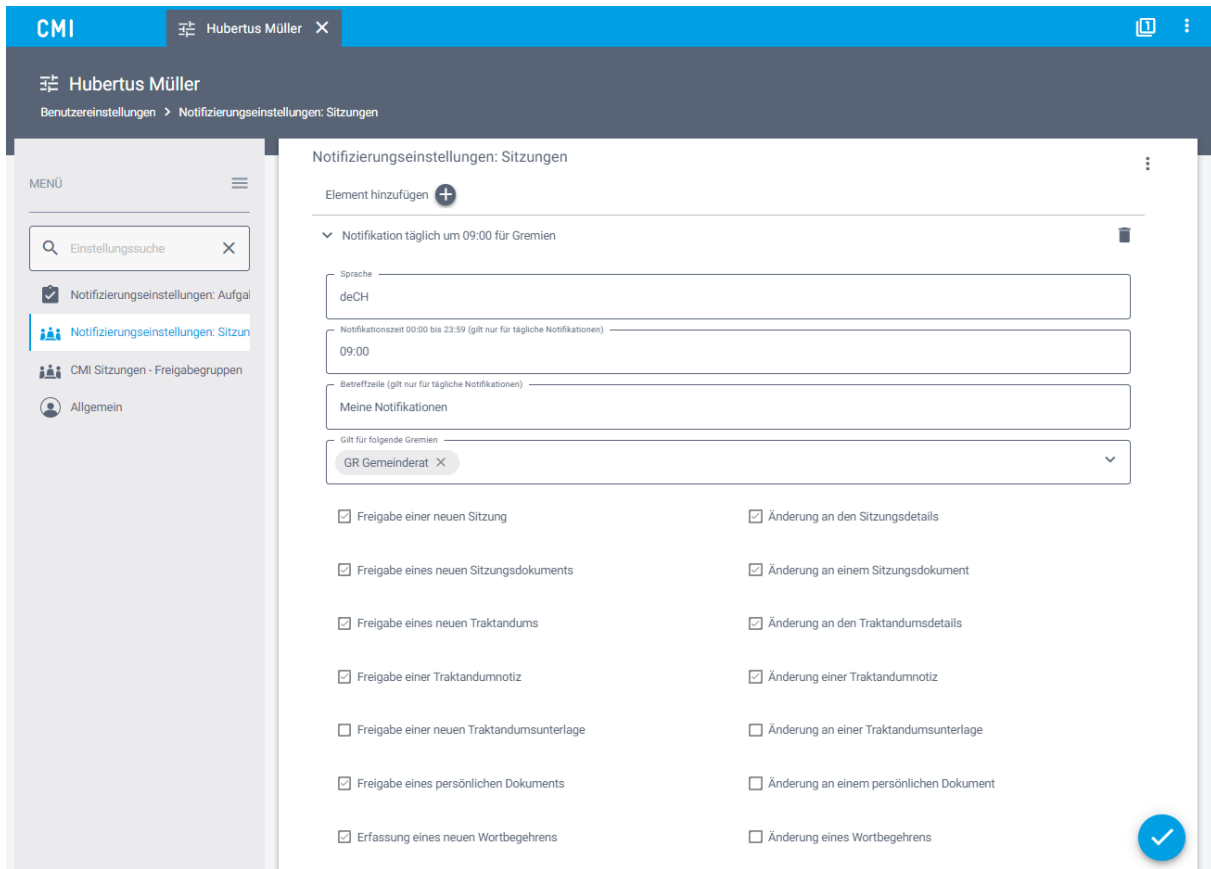 CMI
Hubertus Müller
1
Hubertus Müller
Benutzereinstellungen > Notifizierungseinstellungen: Sitzungen
MENÜ
Einstellungssuche
Notifizierungseinstellungen: Aufgal
Notifizierungseinstellungen: Sitzun
CMI Sitzungen - Freigabegruppen
Allgemein
Notifizierungseinstellungen: Sitzungen
Element hinzufügen
Notifikation täglich um 09:00 für Gremien
Sprache
deCH
Notifikationszeit 00:00 bis 23:59 (gilt nur für tägliche Notifikationen)
09:00
Betreffzeile (gilt nur für tägliche Notifikationen)
Meine Notifikationen
Gilt für folgende Gremien
GR Gemeinderat
Freigabe einer neuen Sitzung
Änderung an den Sitzungsdetails
Freigabe eines neuen Sitzungsdokuments
Änderung an einem Sitzungsdokument
Freigabe eines neuen Traktandums
Änderung an den Traktandumsdetails
Freigabe einer Traktandumnotiz
Änderung einer Traktandumnotiz
Freigabe einer neuen Traktandumsunterlage
Änderung an einer Traktandumsunterlage
Freigabe eines persönlichen Dokuments
Änderung an einem persönlichen Dokument
Erfassung eines neuen Wortbegehrens
Änderung eines Wortbegehrens